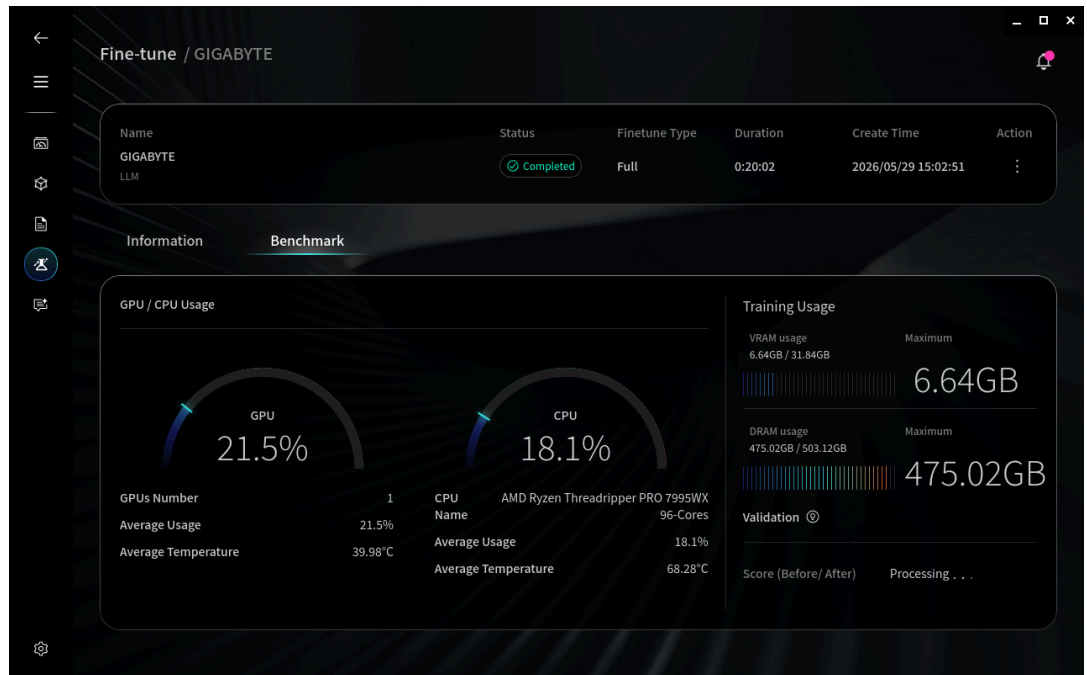 Fine-tune / GIGABYTE
Name
Status
Finetune Type
Duration
Create Time
Action
GIGABYTE
LLM
Completed
Full
0:20:02
2026/05/29 15:02:51
Information
Benchmark
GPU / CPU Usage
GPU
21.5%
CPU
18.1%
GPUs Number
1
Average Usage
21.5%
Average Temperature
39.98°C
CPU Name
AMD Ryzen Threadripper PRO 7995WX
96-Cores
Average Usage
18.1%
Average Temperature
68.28°C
Training Usage
VRAM usage
6.64GB / 31.84GB
Maximum
6.64GB
DRAM usage
475.02GB / 503.12GB
Maximum
475.02GB
Validation
Score (Before/ After)
Processing . . .